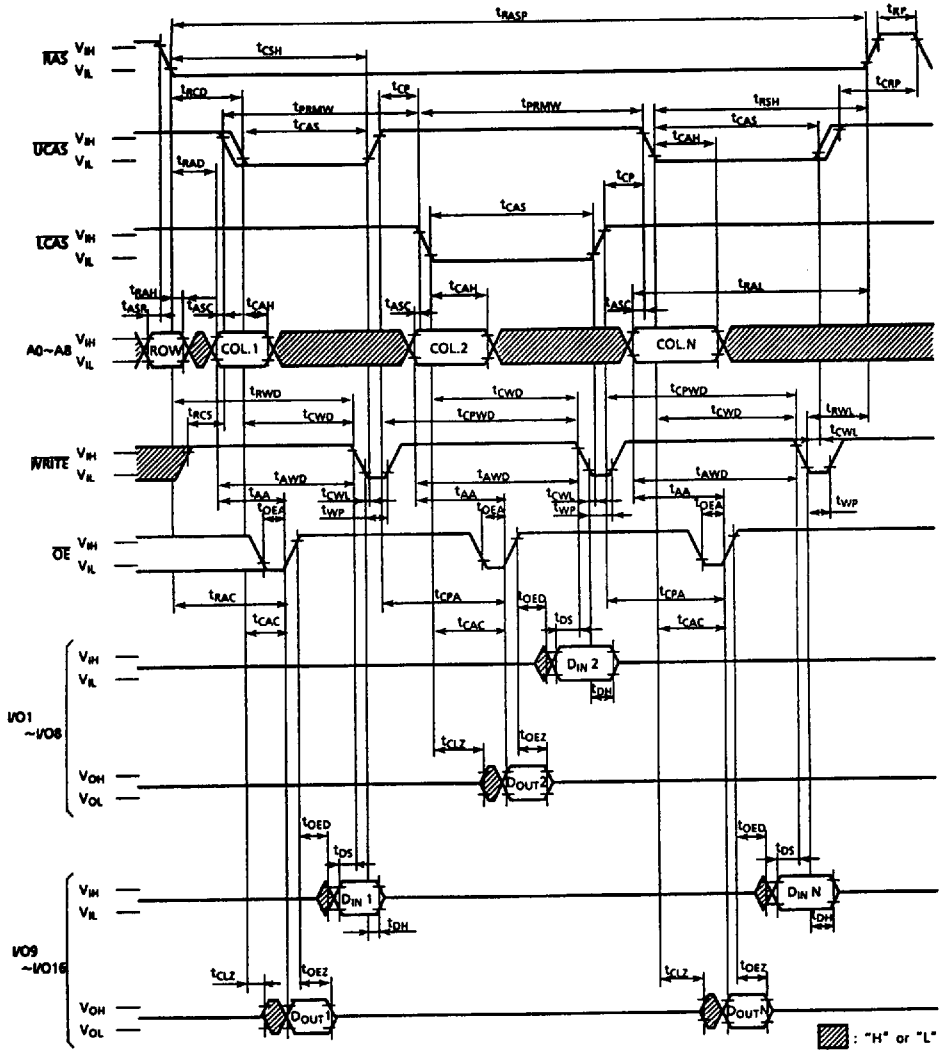 tRASP tRP
RAS VIH
VIL
tCSH
tRCD tCP tCRP
tPRMW tPRMW tRSH
UCAS VIH
VIL
tCAS tCAS
tRAD tCAH
tCP
LCAS VIH
VIL
tCAS
tRAH
tASR tASC tCAH tASC tCAH tASC tRAL
A0~A8 VIH
VIL
ROW COL.1 COL.2 COL.N
tRWD tCWD tCPWD
tRCS tCWD tCPWD tCWD tRWL
WRITE VIH
VIL
tCWL
tAWD tAWD tAWD
tAA tCWL tAA tCWL tAA
tOEA tWP tOEA tWP tOEA tWP
OE VIH
VIL
tRAC tCPA tCPA
tCAC tCAC tOED tDS tCAC
I/O1
~I/O8
VIH
VIL
DIN 2
tDH
tCLZ tOEZ
VOH
VOL
DOUT2
tOED tOED
tDS tDS
I/O9
~I/O16
VIH
VIL
DIN 1 DIN N
tDH tDH
tCLZ tOEZ tCLZ tOEZ
VOH
VOL
DOUT1 DOUTN
: "H" or "L"